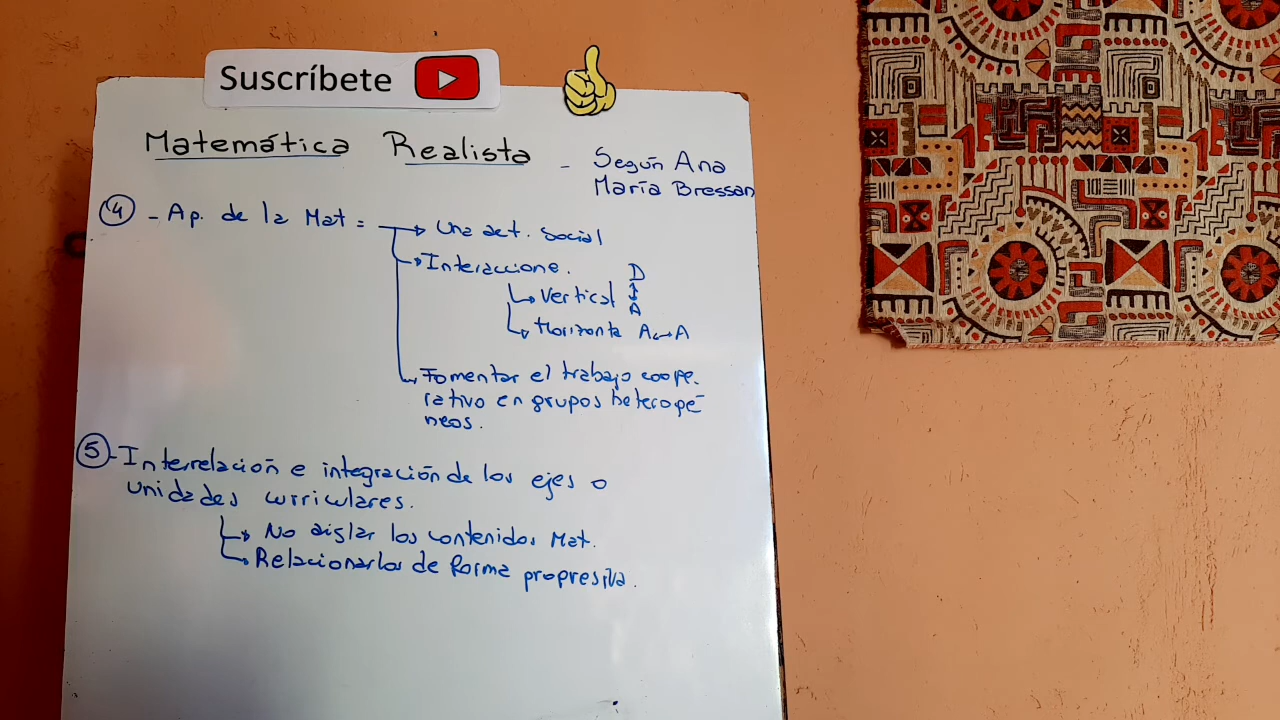 Suscríbete
Matemática Realista - Según Ana
María Bressan
4 - Ap. de la Mat = Una act. Social
Interaccione.
Vertical D ↕ A
Horizonta A↔A
Fomentar el trabajo coope-
rativo en grupos heterogé
neos.
5 - Interrelación e integración de los ejes o
unidades curriculares.
No aislar los contenidos Mat.
Relacionarlos de forma progresiva.